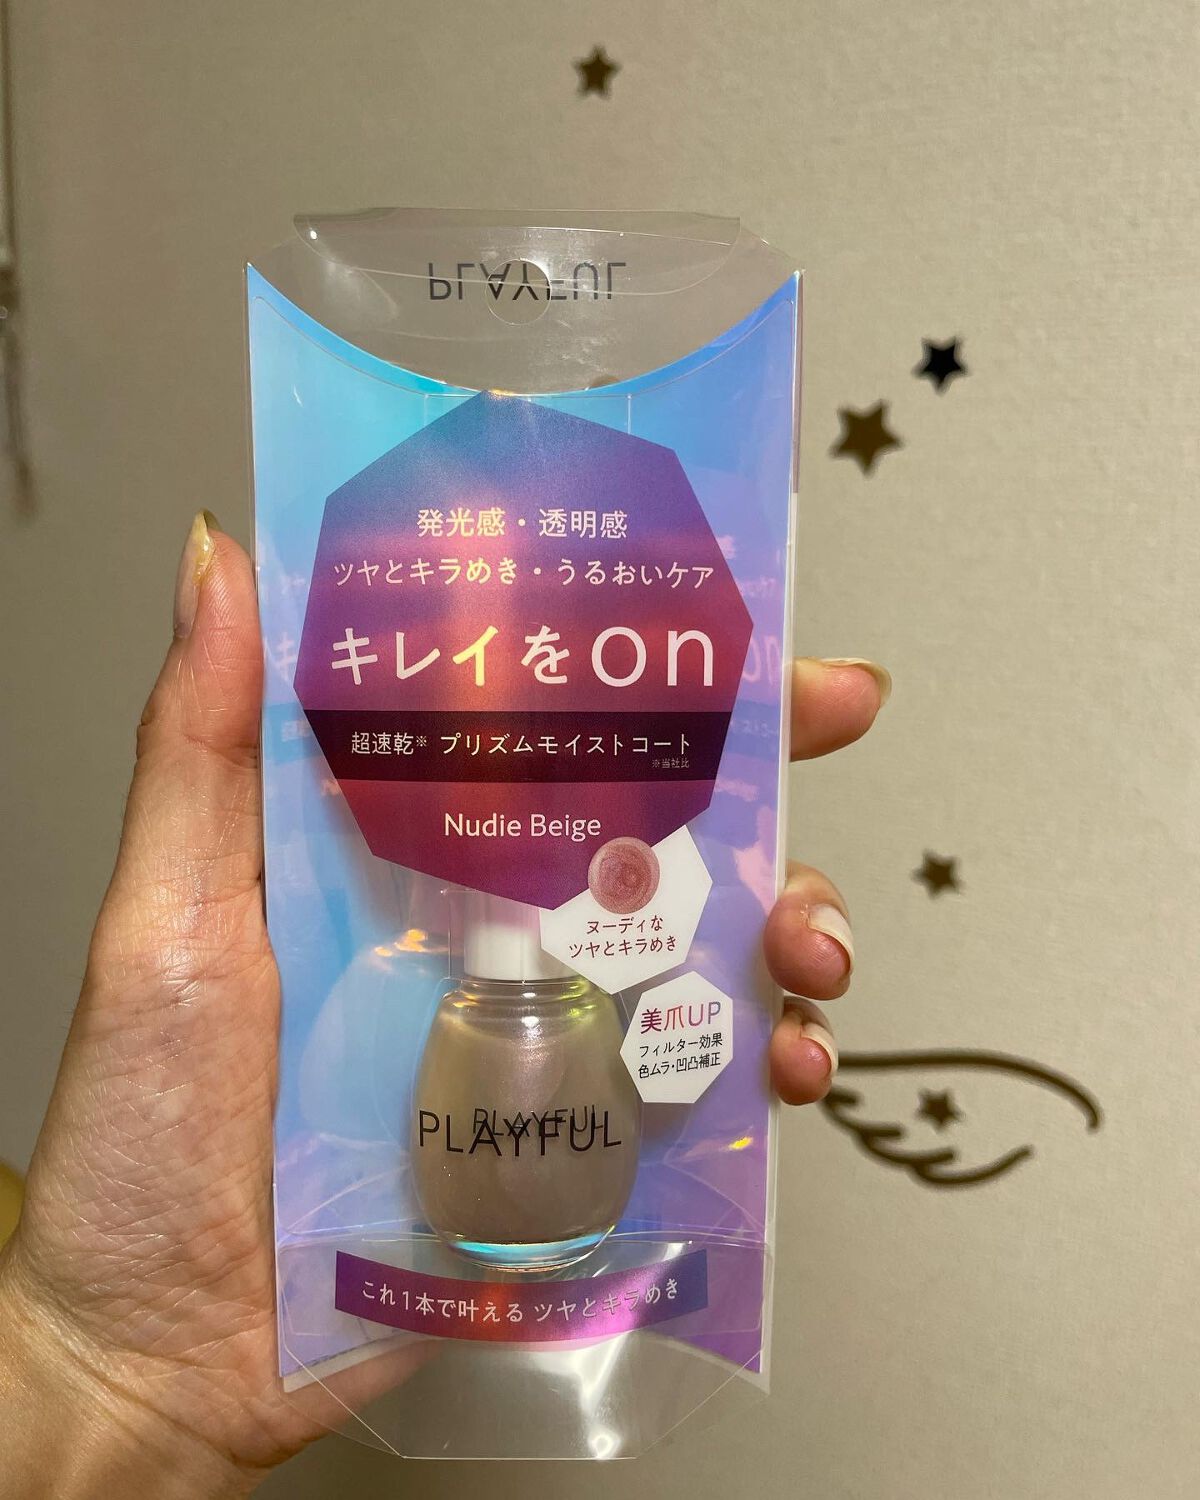 PLAYFUL
発光感・透明感
ツヤとキラめき・うるおいケア
キレイをon
超速乾※ プリズムモイストコート
※当社比
Nudie Beige
ヌーディな
ツヤとキラめき
美爪UP
フィルター効果
色ムラ・凹凸補正
PLAYFUL
PLAYFUL
これ1本で叶える ツヤとキラめき